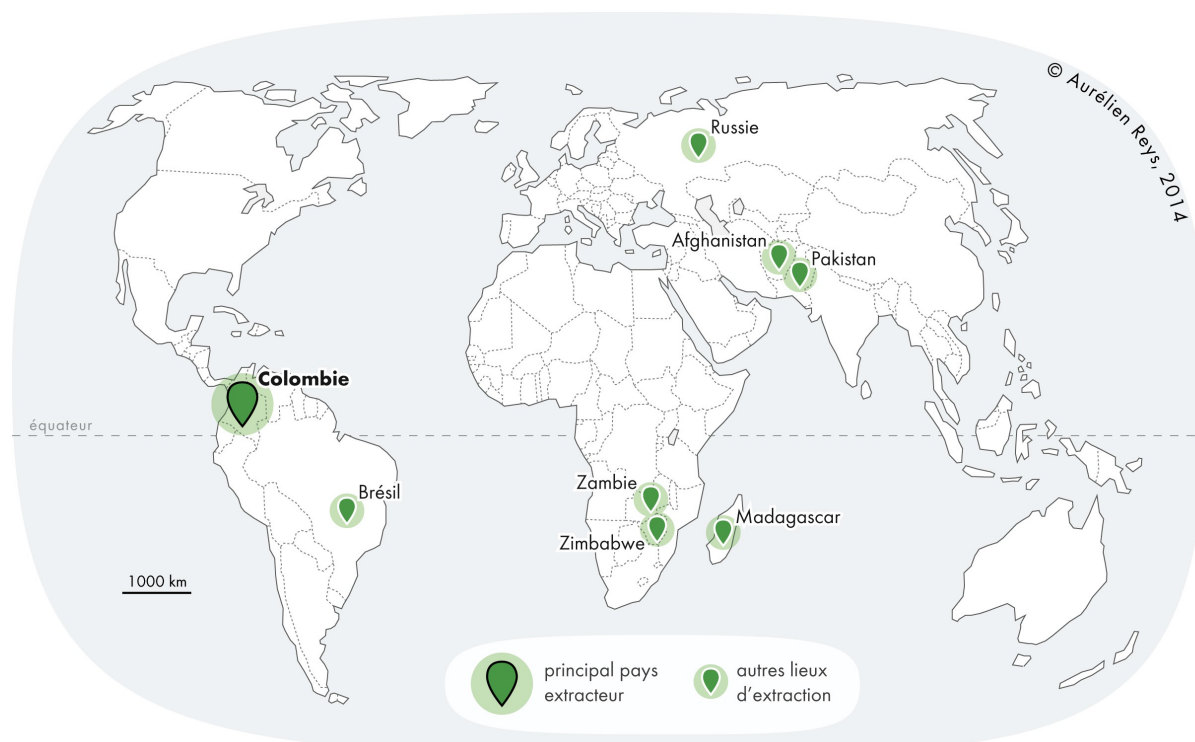 © Aurélien Reys, 2014
Russie
Afghanistan
Pakistan
Colombie
équateur
Zambie
Brésil
Madagascar
Zimbabwe
1000 km
principal pays
extracteur
autres lieux
d'extraction